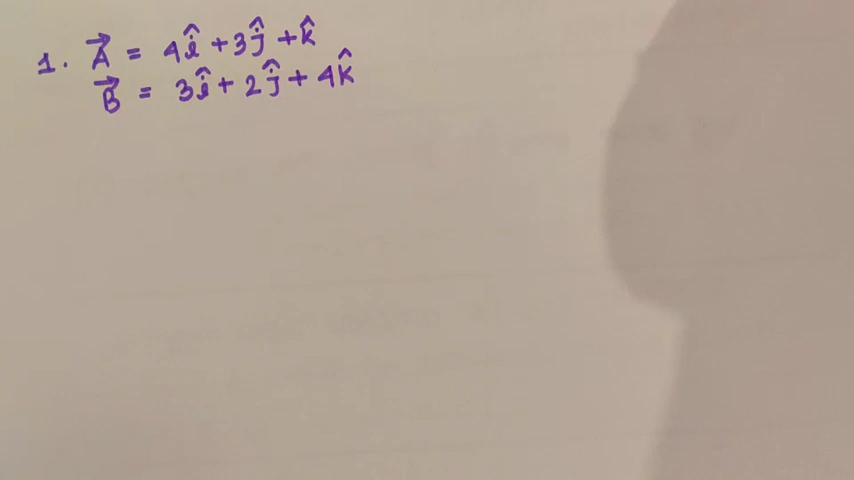 1. A⃗ = 4î + 3ĵ + k̂
B⃗ = 3î + 2ĵ + 4k̂